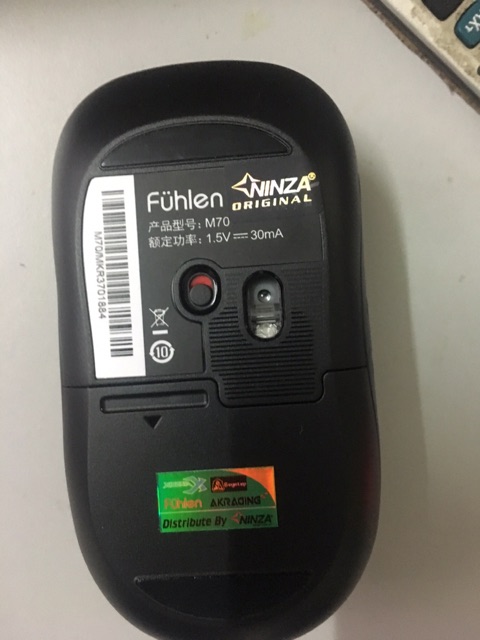 Fühlen
NINZA®
ORIGINAL
产品型号: M70
额定功率: 1.5V⎓30mA
M70MKR3701884
10
Fühlen AKRACING
Distribute By NINZA